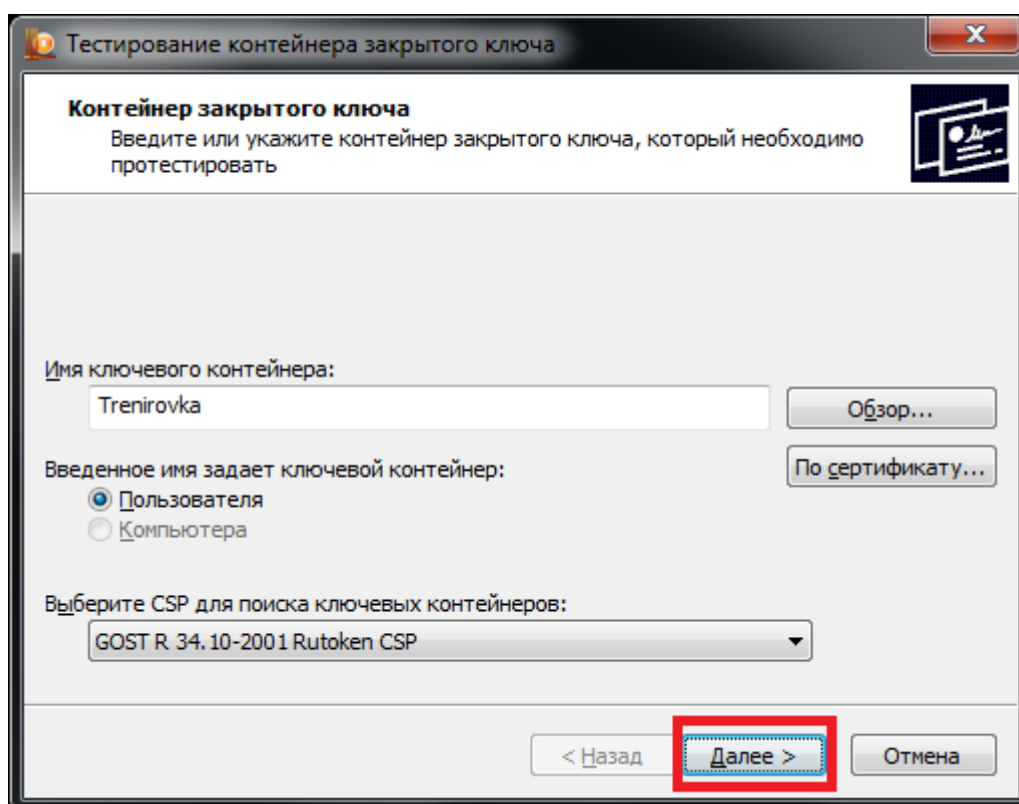 Тестирование контейнера закрытого ключа
Контейнер закрытого ключа
Введите или укажите контейнер закрытого ключа, который необходимо
протестировать
Имя ключевого контейнера:
Trenirovka
Обзор...
Введенное имя задает ключевой контейнер:
По сертификату...
Пользователя
Компьютера
Выберите CSP для поиска ключевых контейнеров:
GOST R 34.10-2001 Rutoken CSP
< Назад
Далее >
Отмена